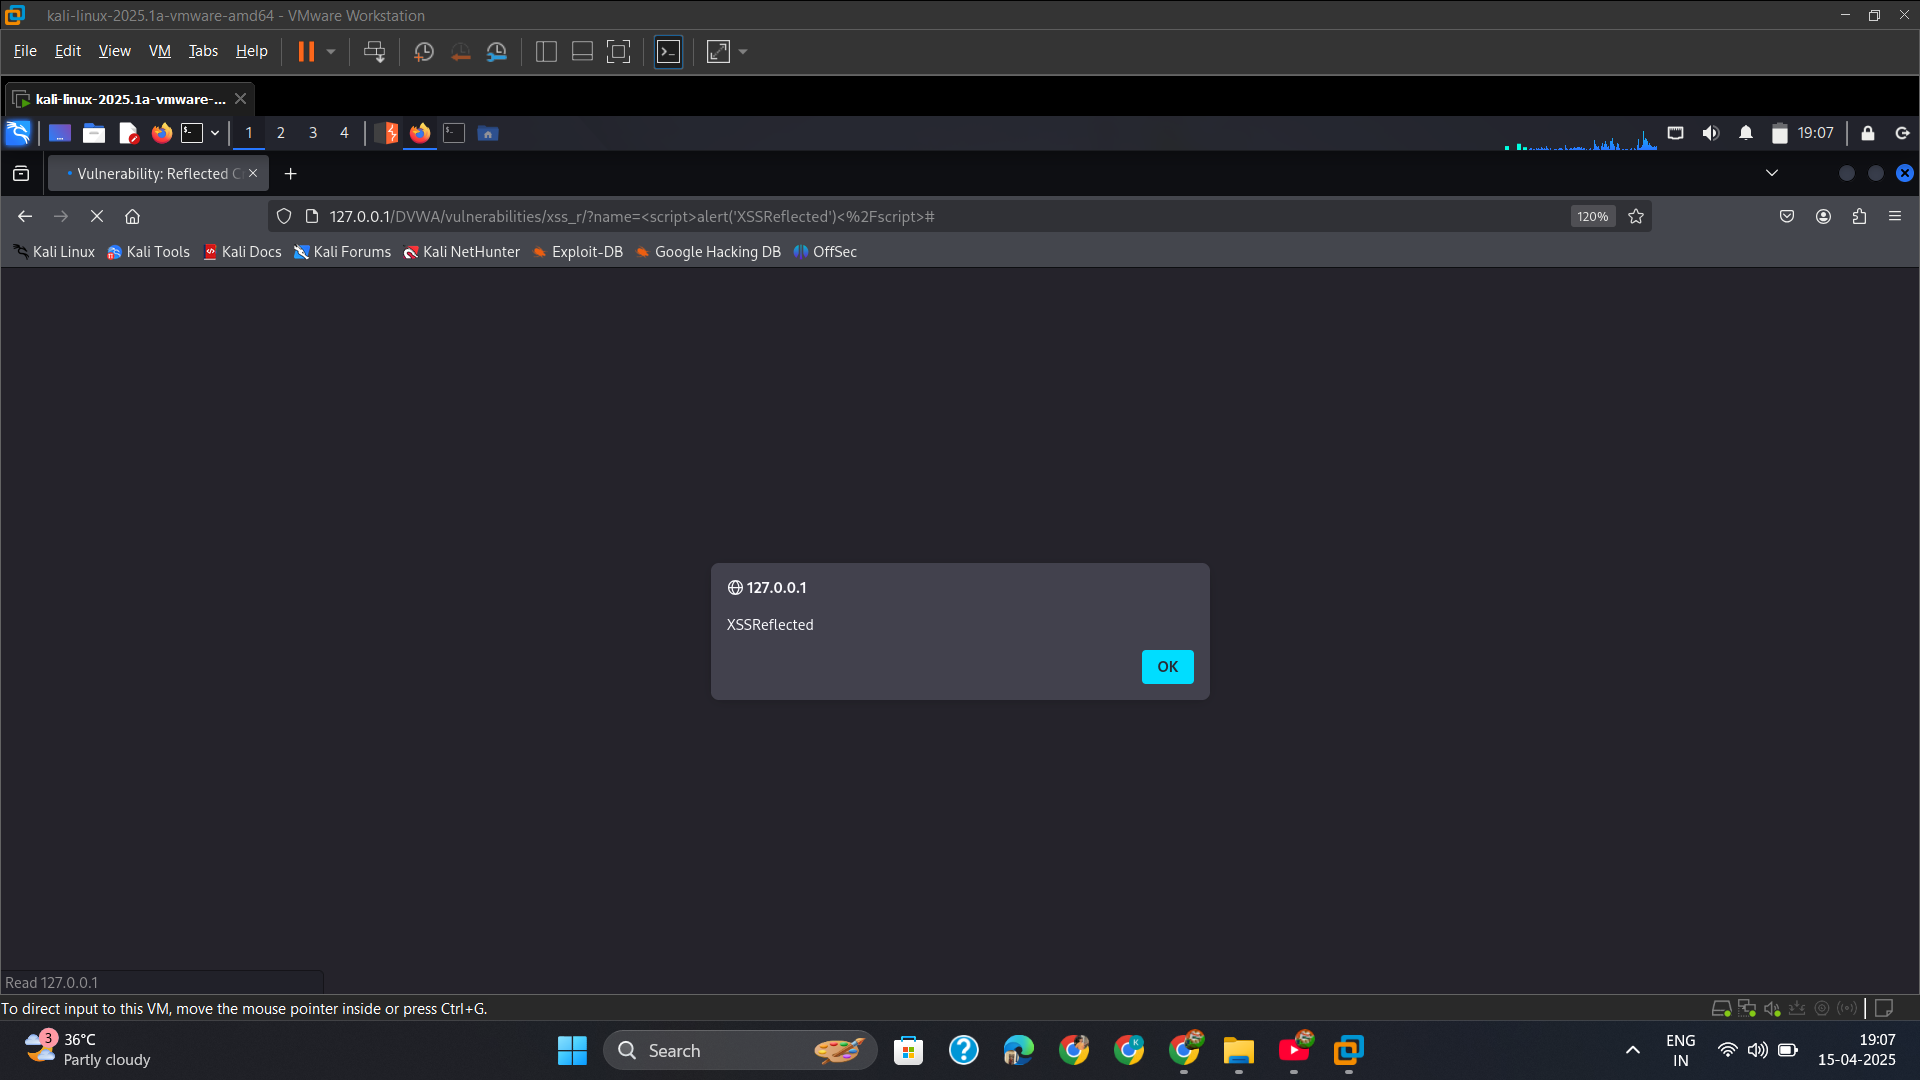 kali-linux-2025.1a-vmware-amd64 - VMware Workstation
File Edit View VM Tabs Help
kali-linux-2025.1a-vmware-...
1 2 3 4 19:07
Vulnerability: Reflected C
127.0.0.1/DVWA/vulnerabilities/xss_r/?name=<script>alert('XSSReflected')<%2Fscript># 120%
Kali Linux Kali Tools Kali Docs Kali Forums Kali NetHunter Exploit-DB Google Hacking DB OffSec
127.0.0.1
XSSReflected
OK
Read 127.0.0.1
To direct input to this VM, move the mouse pointer inside or press Ctrl+G.
3
36°C
Partly cloudy
Search
ENG
IN
19:07
15-04-2025